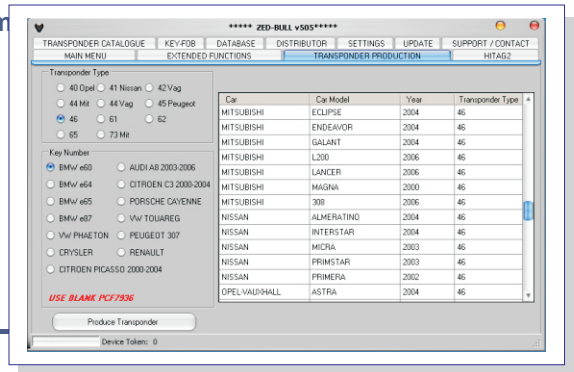 ***** ZED-BULL v505*****
TRANSPONDER CATALOGUE KEY-FOB DATABASE DISTRIBUTOR SETTINGS UPDATE SUPPORT / CONTACT
MAIN MENU EXTENDED FUNCTIONS TRANSPONDER PRODUCTION HITAG2
Transponder Type
40 Opel 41 Nissan 42 Vag
44 Mit 44 Vag 45 Peugeot
46 61 62
65 73 Mit
Key Number
BMW e60 AUDI A8 2003-2006
BMW e64 CITROEN C3 2000-2004
BMW e65 PORSCHE CAYENNE
BMW e87 VW TOUAREG
VW PHAETON PEUGEOT 307
CRYSLER RENAULT
CITROEN PICASSO 2000-2004
USE BLANK PCF7936
Produce Transponder
Car Car Model Year Transponder Type
MITSUBISHI ECLIPSE 2004 46
MITSUBISHI ENDEAVOR 2004 46
MITSUBISHI GALANT 2004 46
MITSUBISHI L200 2006 46
MITSUBISHI LANCER 2006 46
MITSUBISHI MAGNA 2000 46
MITSUBISHI 308 2006 46
NISSAN ALMERATINO 2004 46
NISSAN INTERSTAR 2004 46
NISSAN MICRA 2003 46
NISSAN PRIMSTAR 2003 46
NISSAN PRIMERA 2002 46
OPEL-VAUXHALL ASTRA 2004 46
Device Token: 0